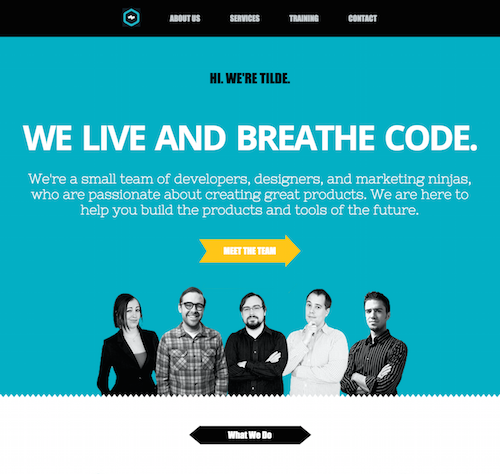 ABOUT US
SERVICES
TRAINING
CONTACT
HI. WE'RE TILDE.
WE LIVE AND BREATHE CODE.
We're a small team of developers, designers, and marketing ninjas,
who are passionate about creating great products. We are here to
help you build the products and tools of the future.
MEET THE TEAM
What We Do